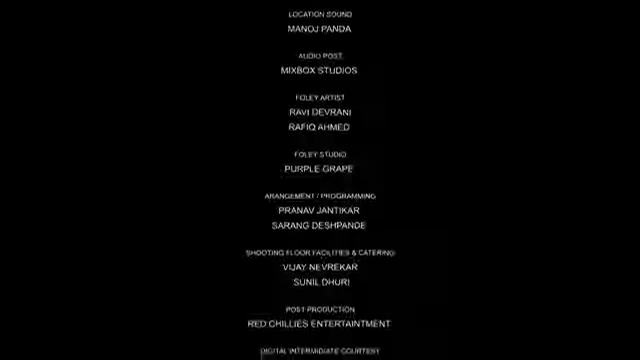 LOCATION SOUND
MANOJ PANDA
AUDIO POST
MIXBOX STUDIOS
FOLEY ARTIST
RAVI DEVRANI
RAFIQ AHMED
FOLEY STUDIO
PURPLE GRAPE
ARANGEMENT / PROGRAMMING
PRANAV JANTIKAR
SARANG DESHPANDE
SHOOTING FLOOR FACILITIES & CATERING
VIJAY NEVREKAR
SUNIL DHURI
POST PRODUCTION
RED CHILLIES ENTERTAINTMENT
DIGITAL INTERMIDIATE COURTESY